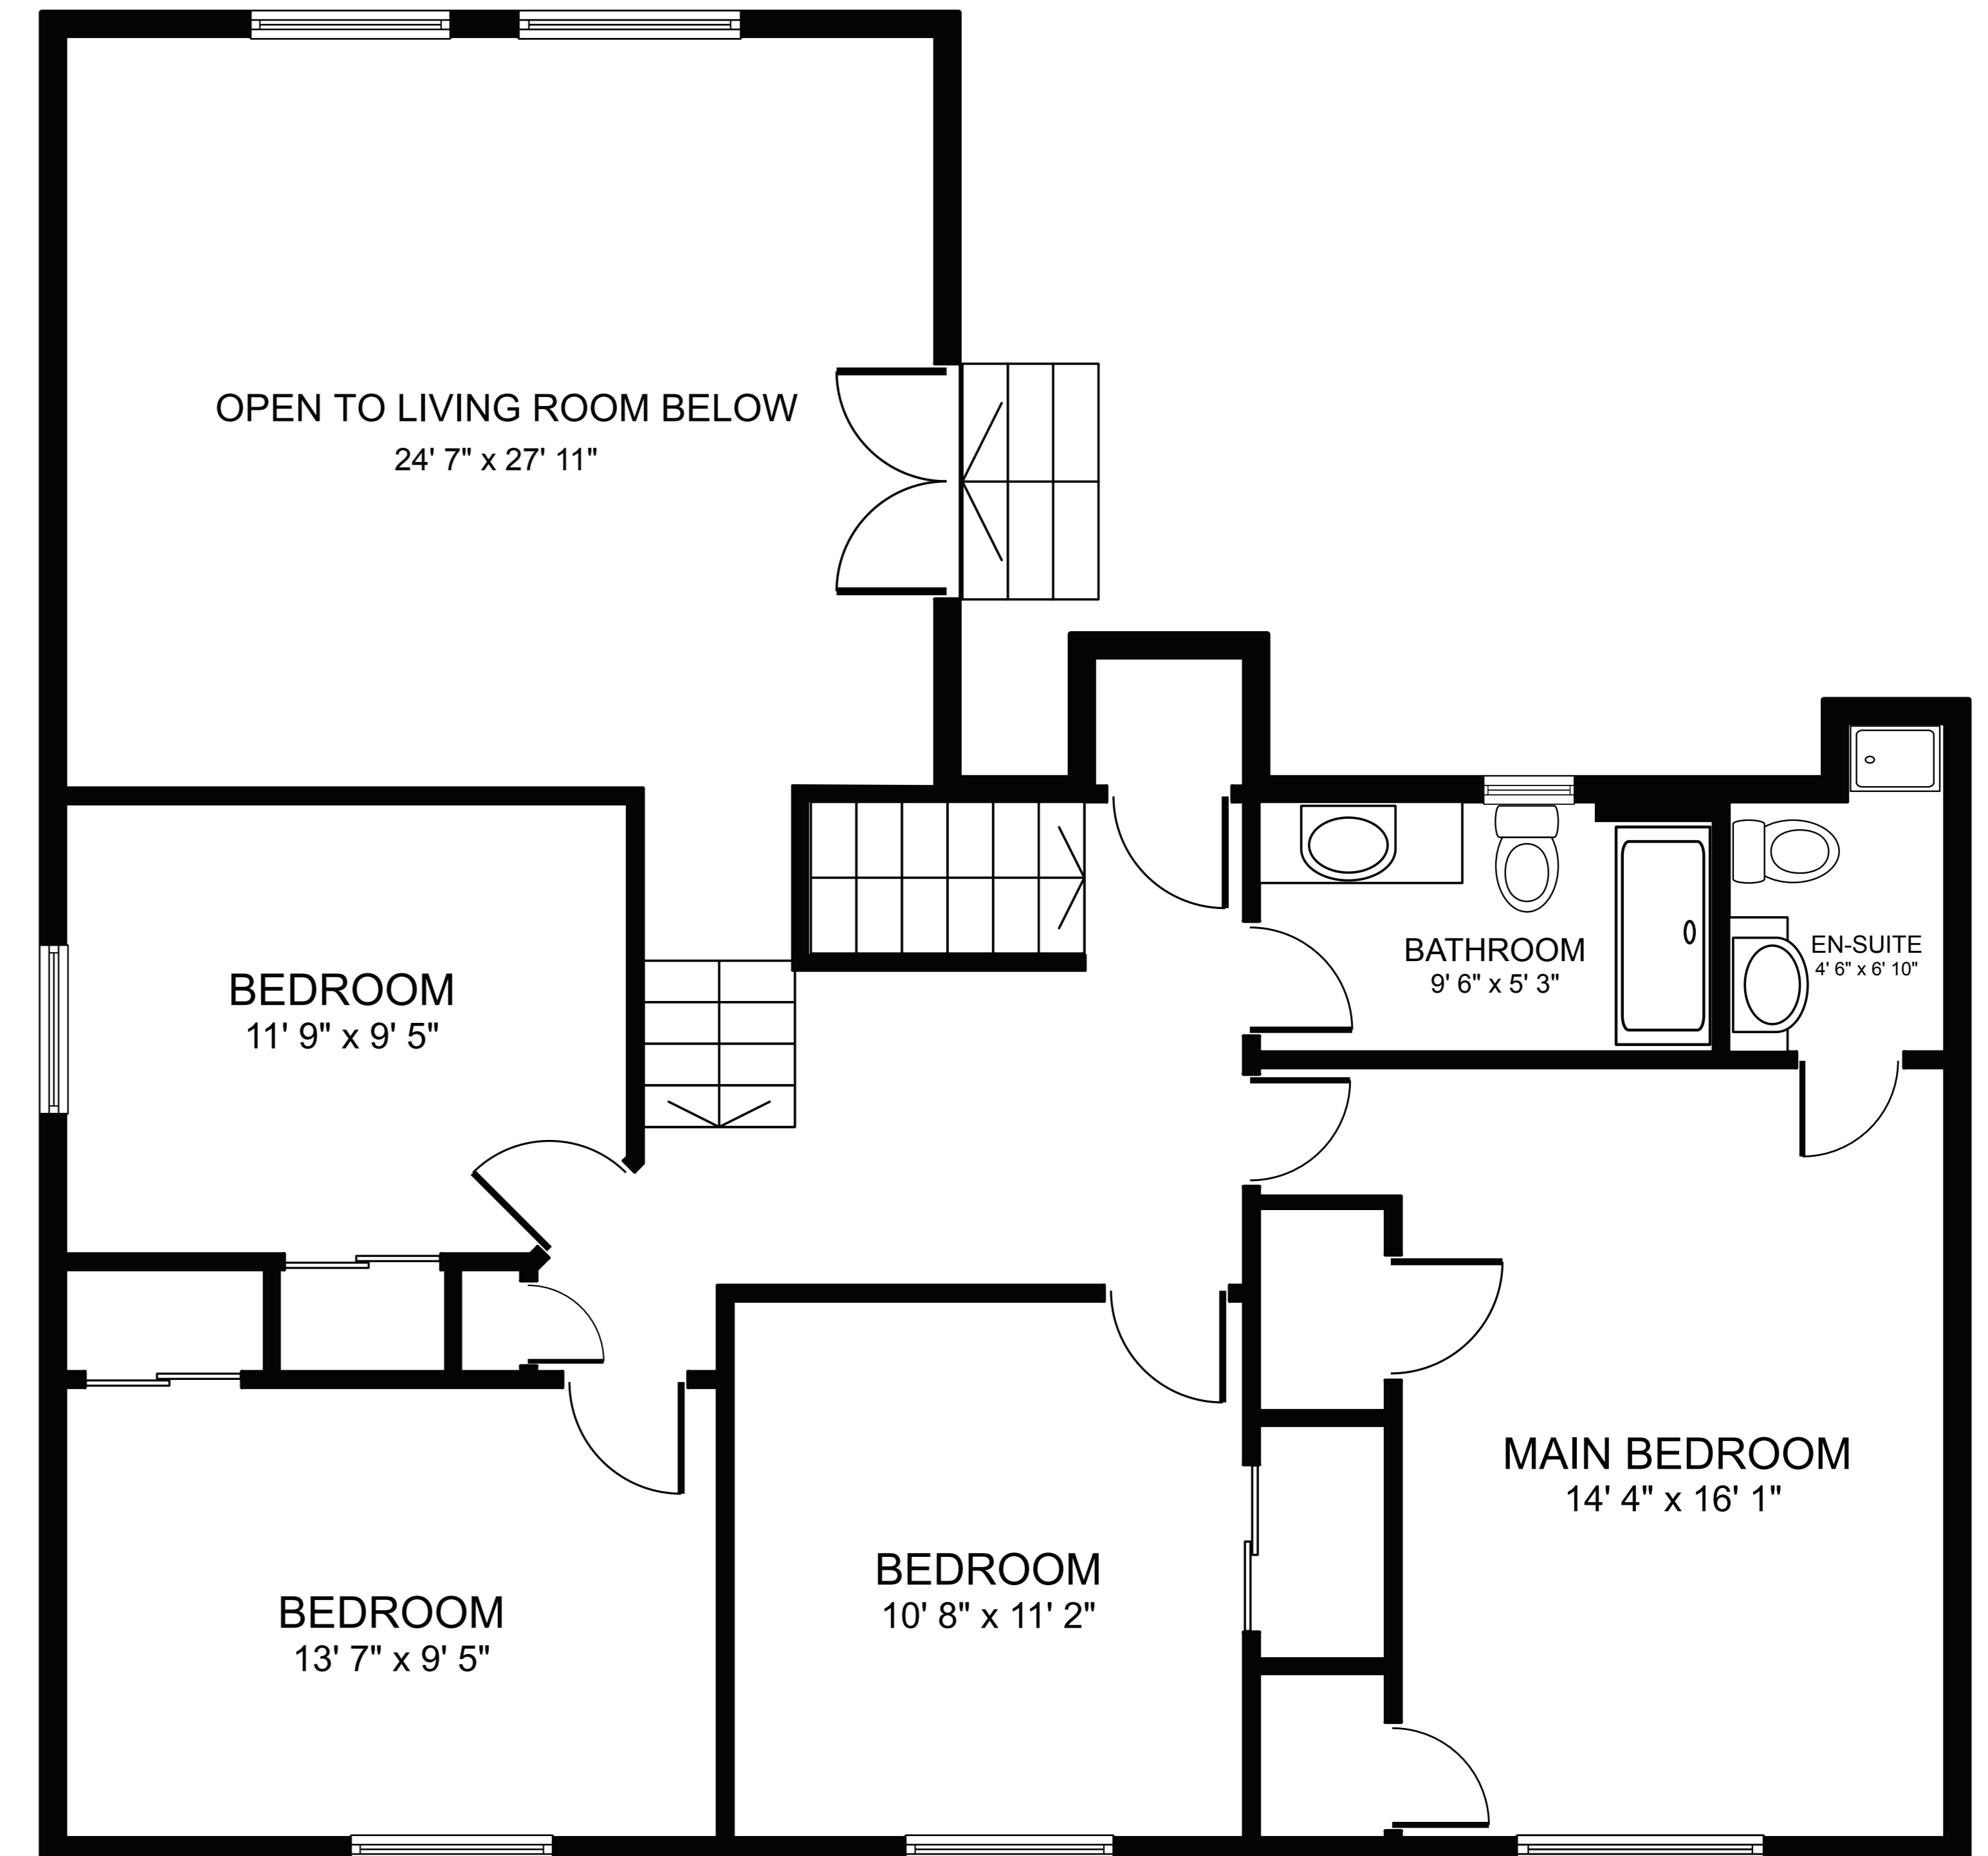 OPEN TO LIVING ROOM BELOW
24' 7" x 27' 11"
BATHROOM
9' 6" x 5' 3"
EN-SUITE
4' 6" x 6' 10"
BEDROOM
11' 9" x 9' 5"
MAIN BEDROOM
14' 4" x 16' 1"
BEDROOM
10' 8" x 11' 2"
BEDROOM
13' 7" x 9' 5"